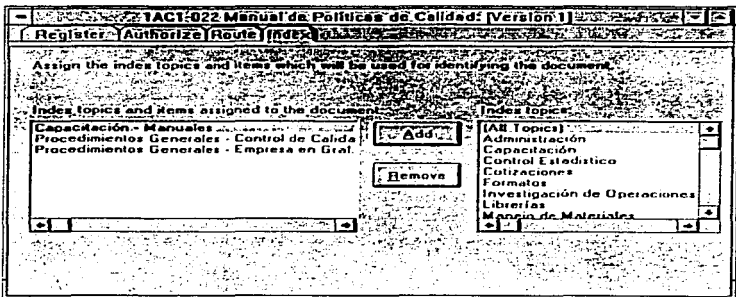 TACT-022 Manual de Políticas de Calidad: [Version 1]
Register Authorize Route Index
Assign the index topics and items which will be used for identifying the document.
Index topics and items assigned to the document
Capacitación - Manuales
Procedimientos Generales - Control de Calida
Procedimientos Generales - Empresa en Graf.
Add
Remove
Index topics
(All Topics)
Administración
Capacitación
Control Estadístico
Cotizaciones
Formatos
Investigación de Operaciones
Librerías
Manejo de Materiales